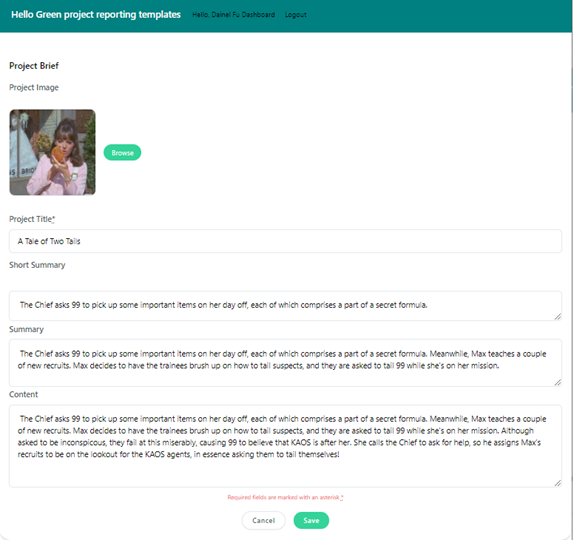 Hello Green project reporting templates Hello, Dainel Fu Dashboard Logout
Project Brief
Project Image
Browse
Project Title*
A Tale of Two Tails
Short Summary
The Chief asks 99 to pick up some important items on her day off, each of which comprises a part of a secret formula.
Summary
The Chief asks 99 to pick up some important items on her day off, each of which comprises a part of a secret formula. Meanwhile, Max teaches a couple
of new recruits. Max decides to have the trainees brush up on how to tail suspects, and they are asked to tail 99 while she's on her mission.
Content
The Chief asks 99 to pick up some important items on her day off, each of which comprises a part of a secret formula. Meanwhile, Max teaches a couple
of new recruits. Max decides to have the trainees brush up on how to tail suspects, and they are asked to tail 99 while she's on her mission. Although
asked to be inconspicous, they fail at this miserably, causing 99 to believe that KAOS is after her. She calls the Chief to ask for help, so he assigns Max's
recruits to be on the lookout for the KAOS agents, in essence asking them to tail themselves!
Required fields are marked with an asterisk *
Cancel Save